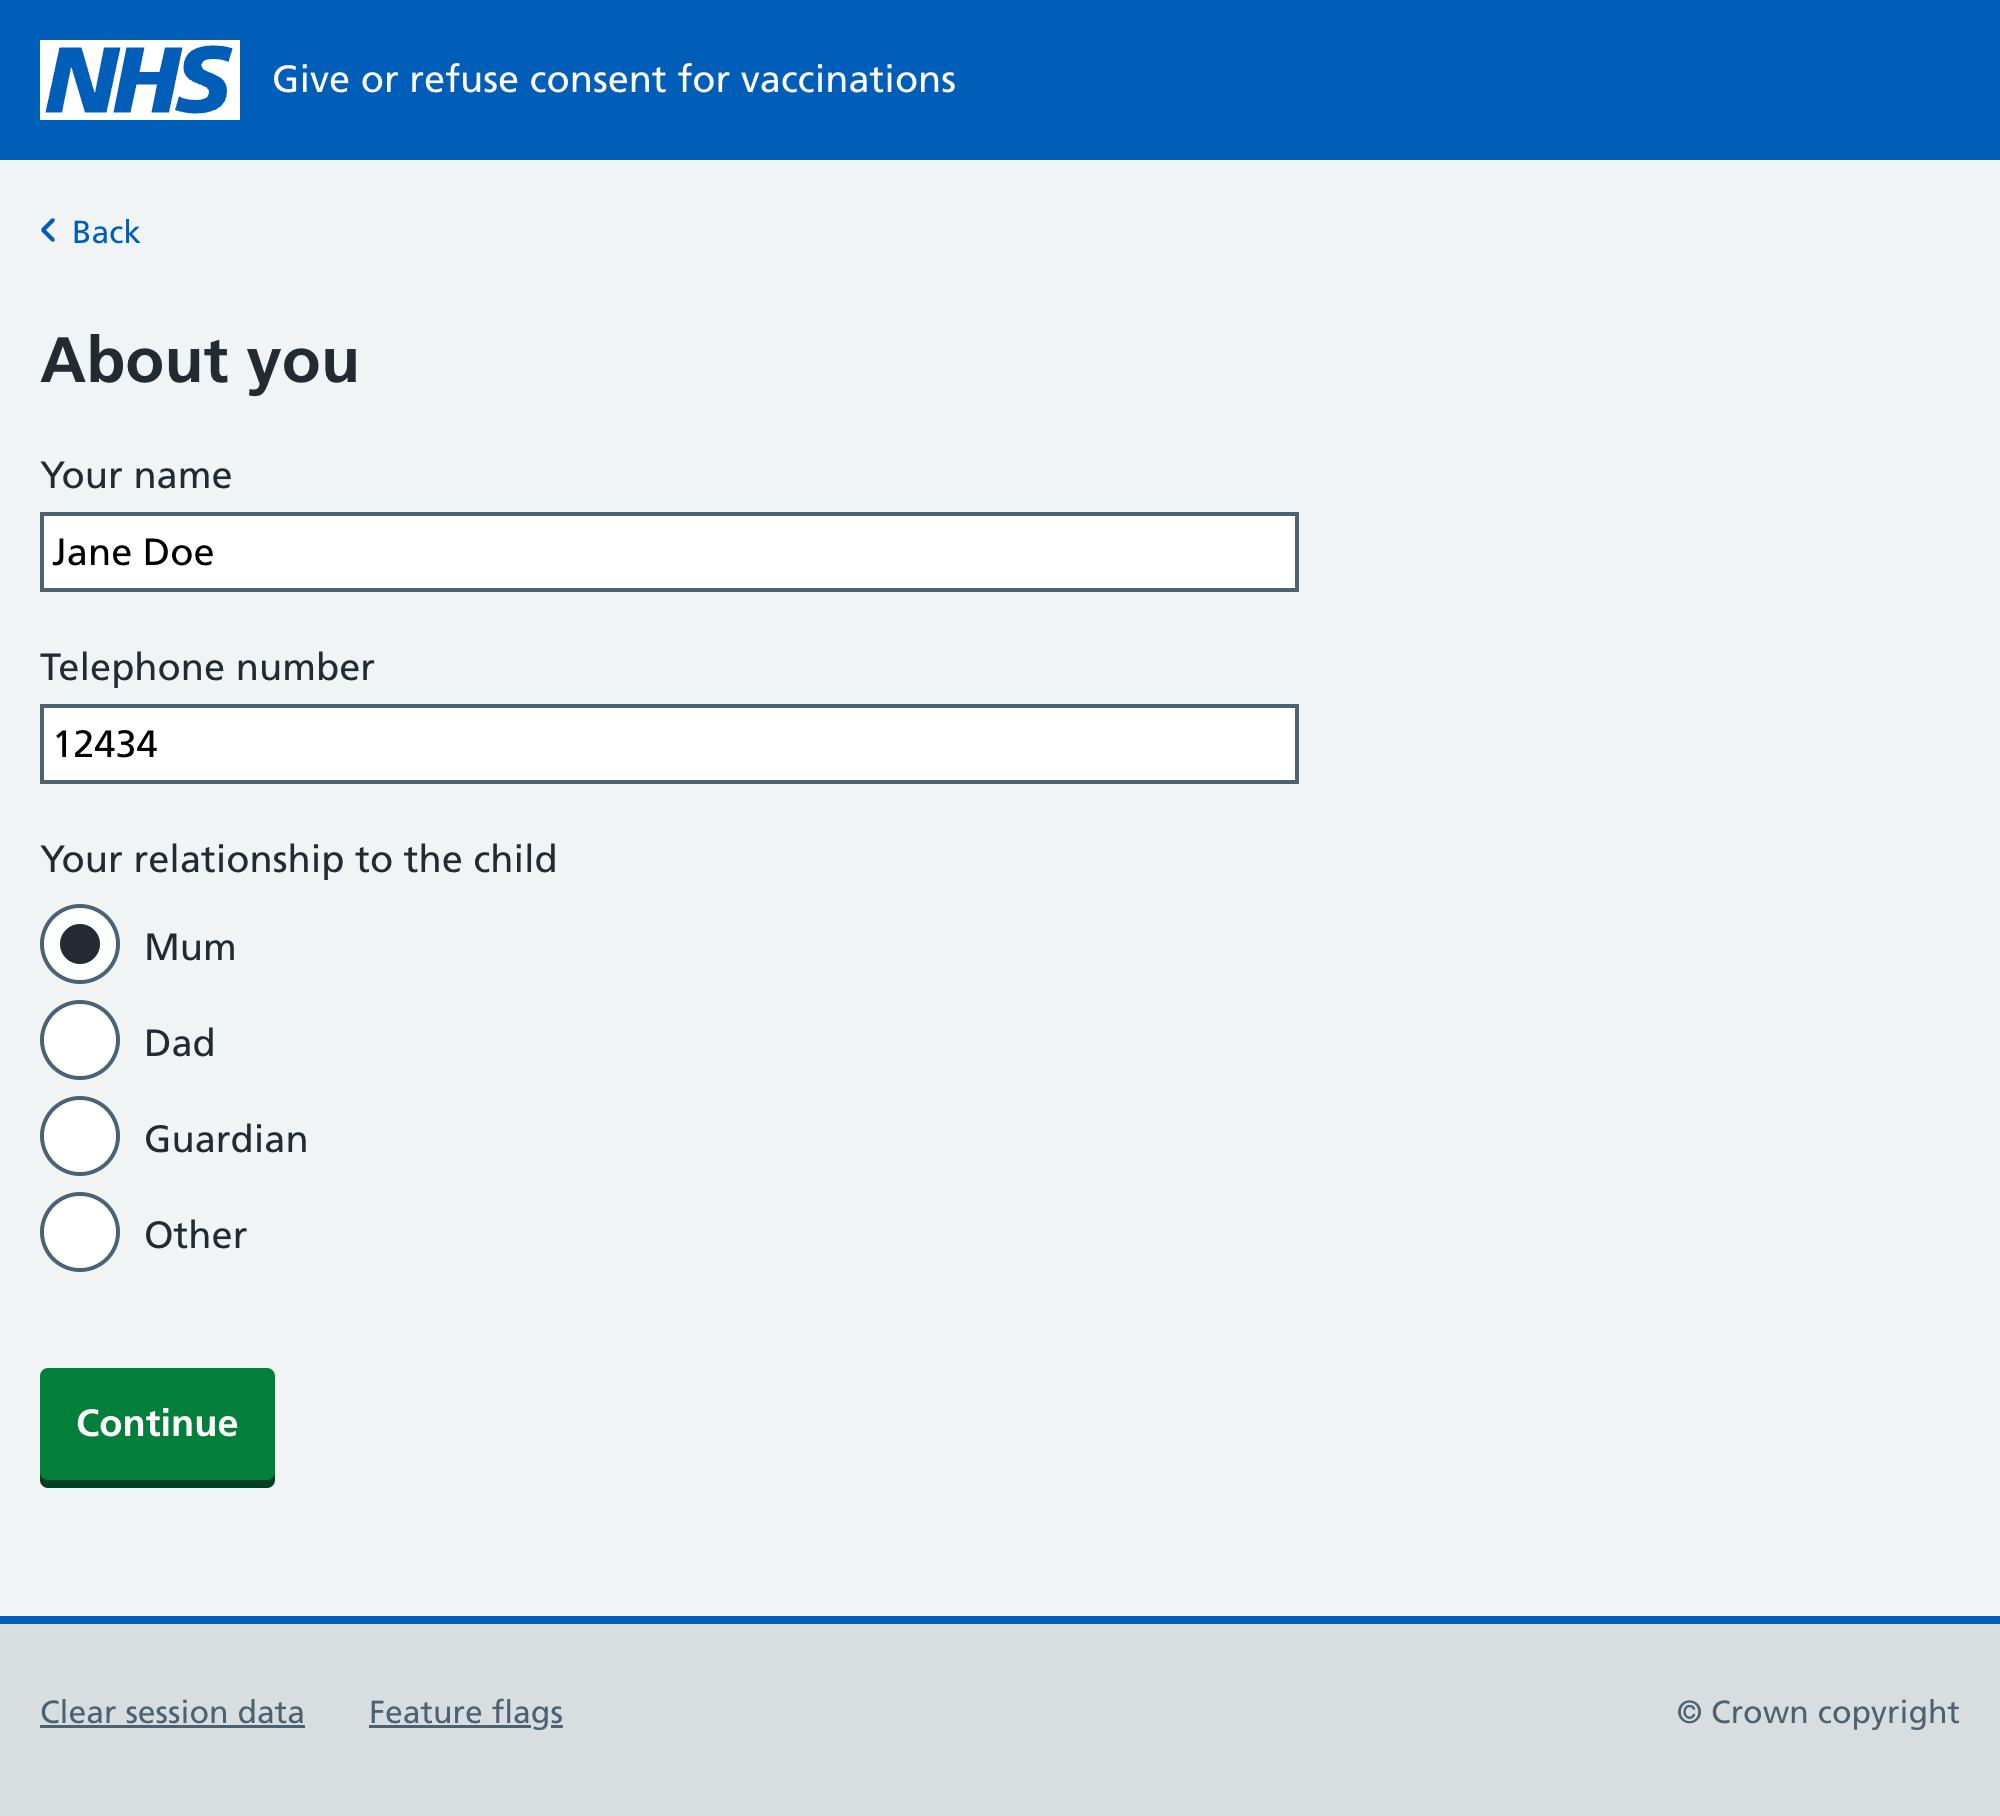 NHS Give or refuse consent for vaccinations
Back
About you
Your name
Jane Doe
Telephone number
12434
Your relationship to the child
Mum
Dad
Guardian
Other
Continue
Clear session data Feature flags © Crown copyright